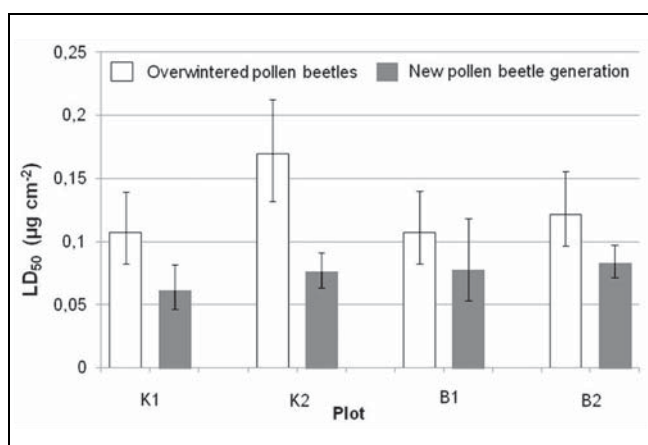 0,25
Overwintered pollen beetles New pollen beetle generation
0,2
0,15
0,1
0,05
0
LD50 (µg cm-2)
K1 K2 B1 B2
Plot